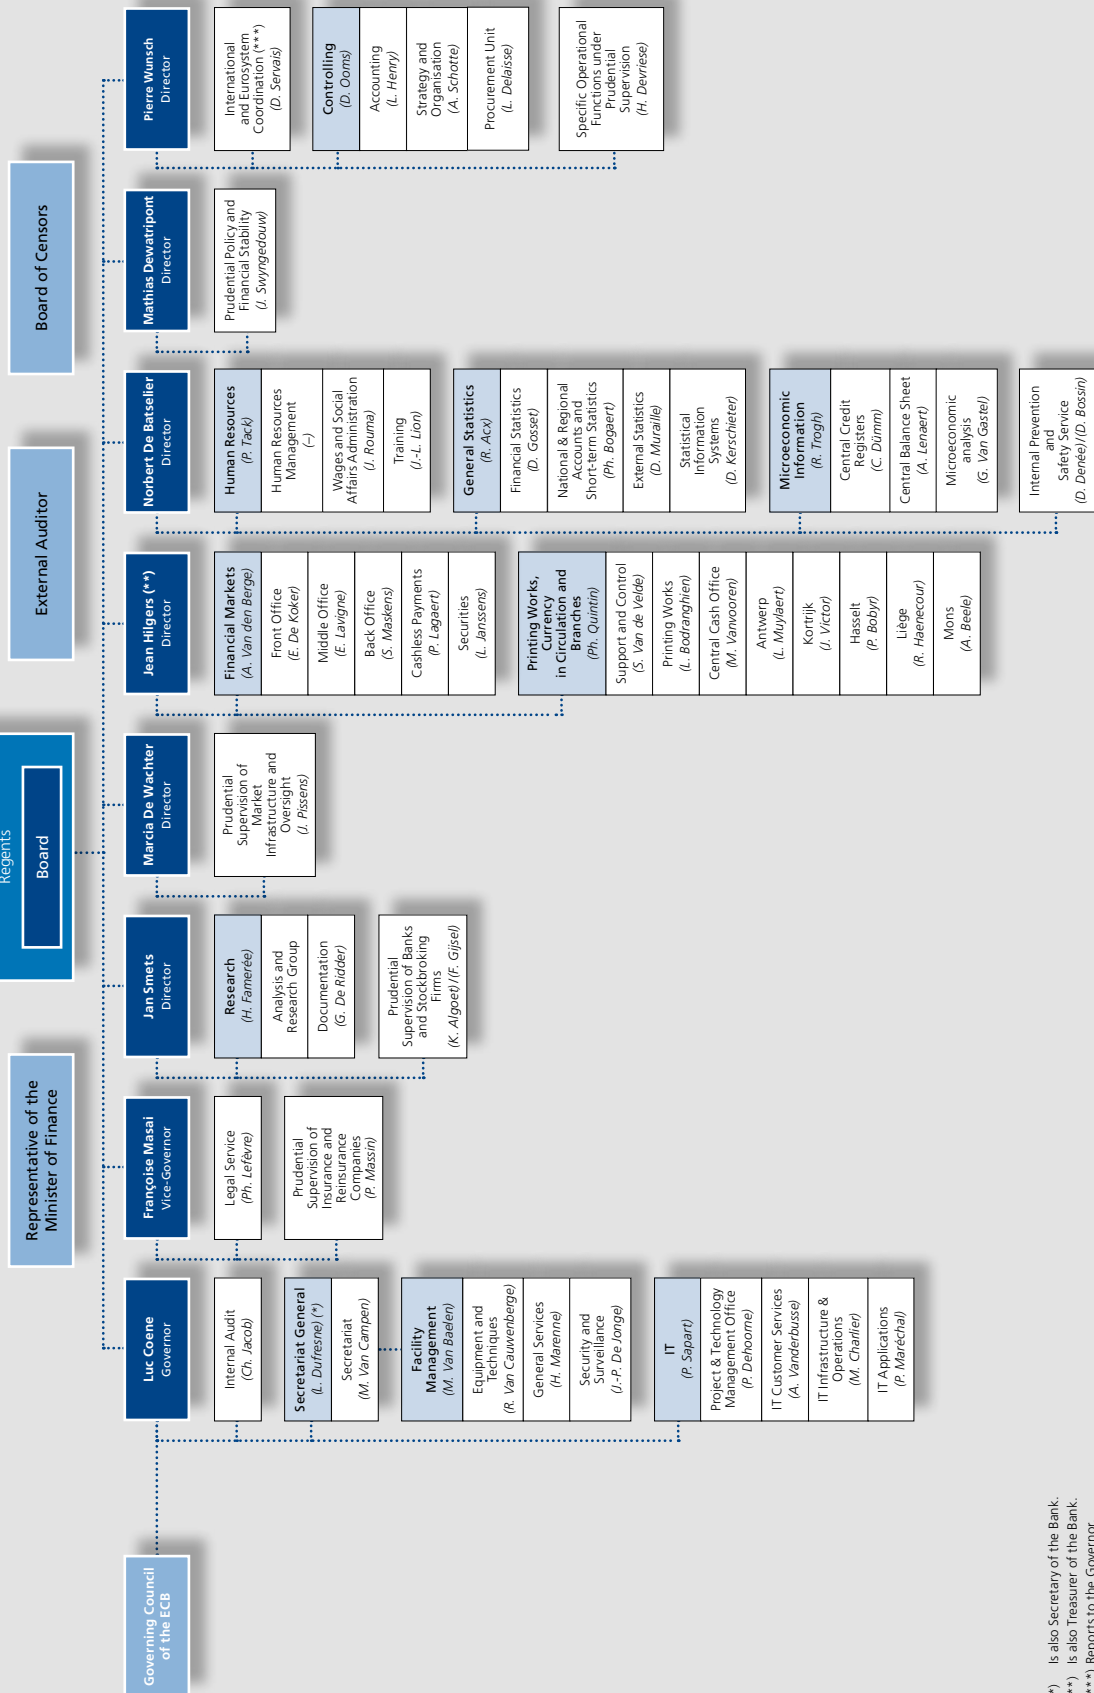 Regents
Board
Representative of the
Minister of Finance
External Auditor
Board of Censors
Governing Council
of the ECB
Luc Coene
Governor
Internal Audit
(Ch. Jacob)
Secretariat General
(L. Dufresne) (*)
Secretariat
(M. Van Campen)
Facility
Management
(M. Van Baelen)
Equipment and
Techniques
(R. Van Cauwenberge)
General Services
(H. Marenne)
Security and
Surveillance
(J.-P. De Jonge)
IT
(P. Sapart)
Project & Technology
Management Office
(P. Dehoorne)
IT Customer Services
(A. Vanderbusse)
IT Infrastructure &
Operations
(M. Charlier)
IT Applications
(P. Maréchal)
Françoise Masai
Vice-Governor
Legal Service
(Ph. Lefèvre)
Prudential
Supervision of
Insurance and
Reinsurance
Companies
(P. Massin)
Jan Smets
Director
Research
(H. Famerée)
Analysis and
Research Group
Documentation
(G. De Ridder)
Prudential
Supervision of Banks
and Stockbroking
Firms
(K. Algoet) / (F. Gijsel)
Marcia De Wachter
Director
Prudential
Supervision of
Market
Infrastructure and
Oversight
(J. Pissens)
Jean Hilgers (**)
Director
Financial Markets
(A. Van den Berge)
Front Office
(E. De Koker)
Middle Office
(E. Lavigne)
Back Office
(S. Maskens)
Cashless Payments
(P. Lagaert)
Securities
(L. Janssens)
Printing Works,
Currency
in Circulation and
Branches
(Ph. Quintin)
Support and Control
(S. Van de Velde)
Printing Works
(L. Bodranghien)
Central Cash Office
(M. Vanvooren)
Antwerp
(L. Muylaert)
Kortrijk
(J. Victor)
Hasselt
(P. Bobyr)
Liège
(R. Haenecour)
Mons
(A. Beele)
Norbert De Batselier
Director
Human Resources
(P. Tack)
Human Resources
Management
(–)
Wages and Social
Affairs Administration
(J. Rouma)
Training
(J.-L. Lion)
General Statistics
(R. Acx)
Financial Statistics
(D. Gosset)
National & Regional
Accounts and
Short-term Statistics
(Ph. Bogaert)
External Statistics
(D. Muraille)
Statistical
Information
Systems
(D. Kerschieter)
Microeconomic
Information
(R. Trogh)
Central Credit
Registers
(C. Dümm)
Central Balance Sheet
(A. Lenaert)
Microeconomic
analysis
(G. Van Gastel)
Internal Prevention
and
Safety Service
(D. Denée) / (D. Bossin)
Mathias Dewatripont
Director
Prudential Policy and
Financial Stability
(J. Swyngedouw)
Pierre Wunsch
Director
International
and Eurosystem
Coordination (***)
(D. Servais)
Controlling
(D. Ooms)
Accounting
(L. Henry)
Strategy and
Organisation
(A. Schotte)
Procurement Unit
(L. Delaisse)
Specific Operational
Functions under
Prudential
Supervision
(H. Devriese)
*) Is also Secretary of the Bank.
**) Is also Treasurer of the Bank.
***) Reports to the Governor